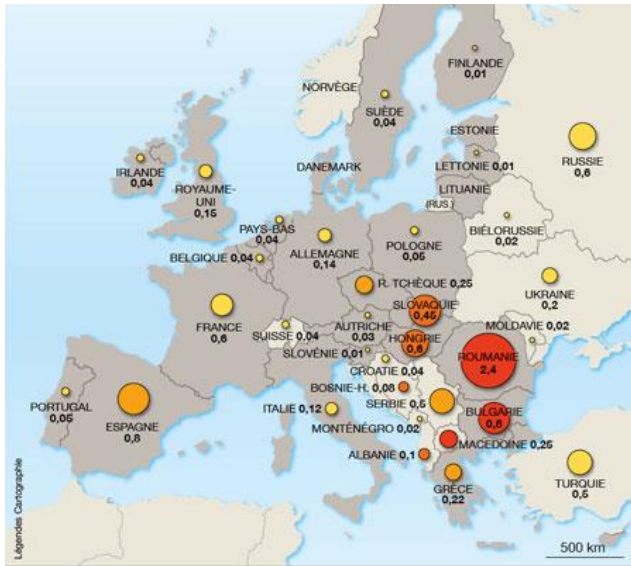 FINLANDE
0,01
NORVÈGE
SUÈDE
0,04
ESTONIE
RUSSIE
0,6
LETTONIE 0,01
IRLANDE
0,04
DANEMARK
ROYAUME-
UNI
0,15
LITUANIE
(RUS.)
PAYS-BAS
0,04
BIÉLORUSSIE
0,02
ALLEMAGNE
0,14
POLOGNE
0,05
BELGIQUE 0,04
R. TCHÈQUE 0,25
UKRAINE
0,2
SLOVAQUIE
0,45
FRANCE
0,6
SUISSE 0,04
AUTRICHE
0,03
MOLDAVIE 0,02
HONGRIE
0,6
SLOVÉNIE 0,01
ROUMANIE
2,4
CROATIE 0,04
BOSNIE-H. 0,08
SERBIE 0,5
PORTUGAL
0,05
ESPAGNE
0,8
ITALIE 0,12
BULGARIE
0,8
MONTÉNÉGRO 0,02
MACÉDOINE 0,25
ALBANIE 0,1
GRÈCE
0,22
TURQUIE
0,5
500 km
Légendes Cartographie